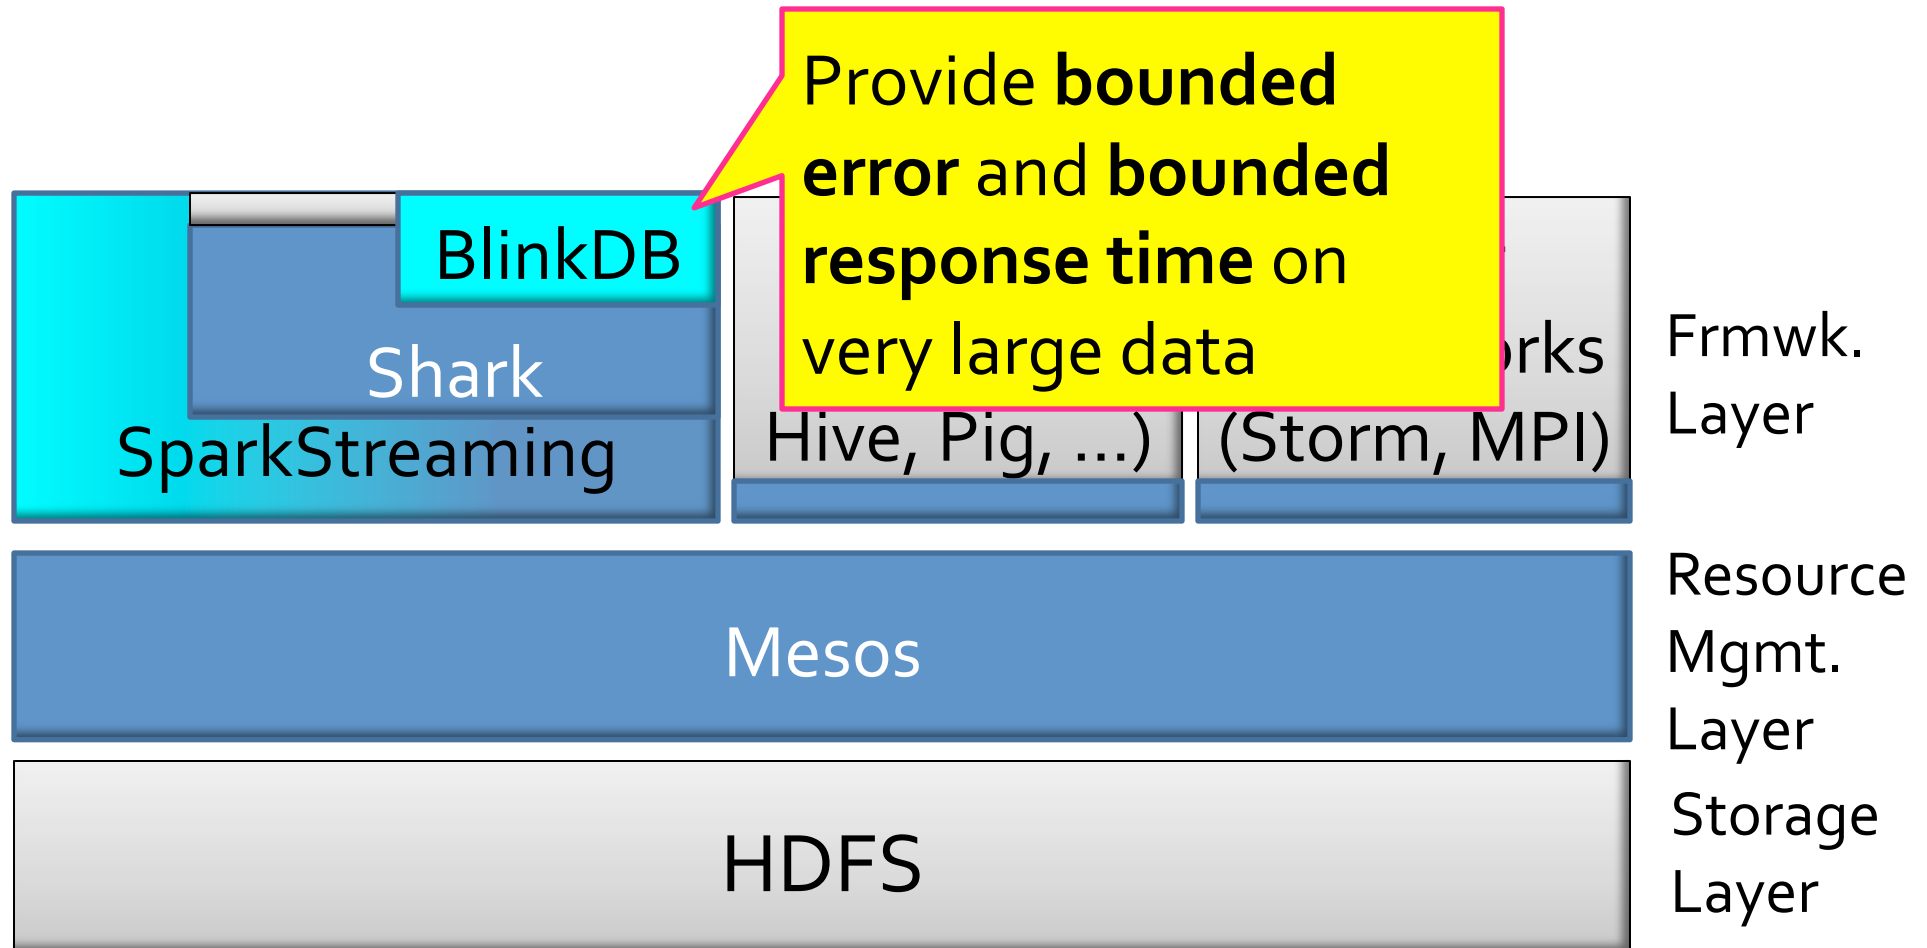 Provide bounded
error and bounded
response time on
very large data
BlinkDB
Shark
SparkStreaming
Hive, Pig, ...)
(Storm, MPI)
Frmwk.
Layer
Mesos
Resource
Mgmt.
Layer
HDFS
Storage
Layer